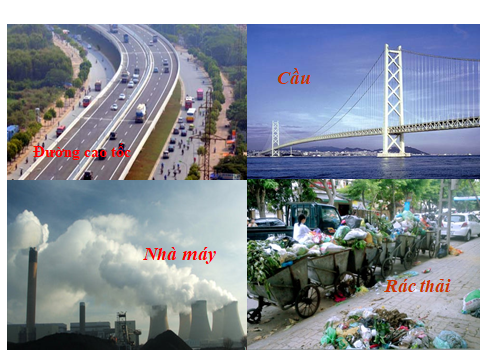 Đường cao tốc
Cầu
Nhà máy
Rác thải